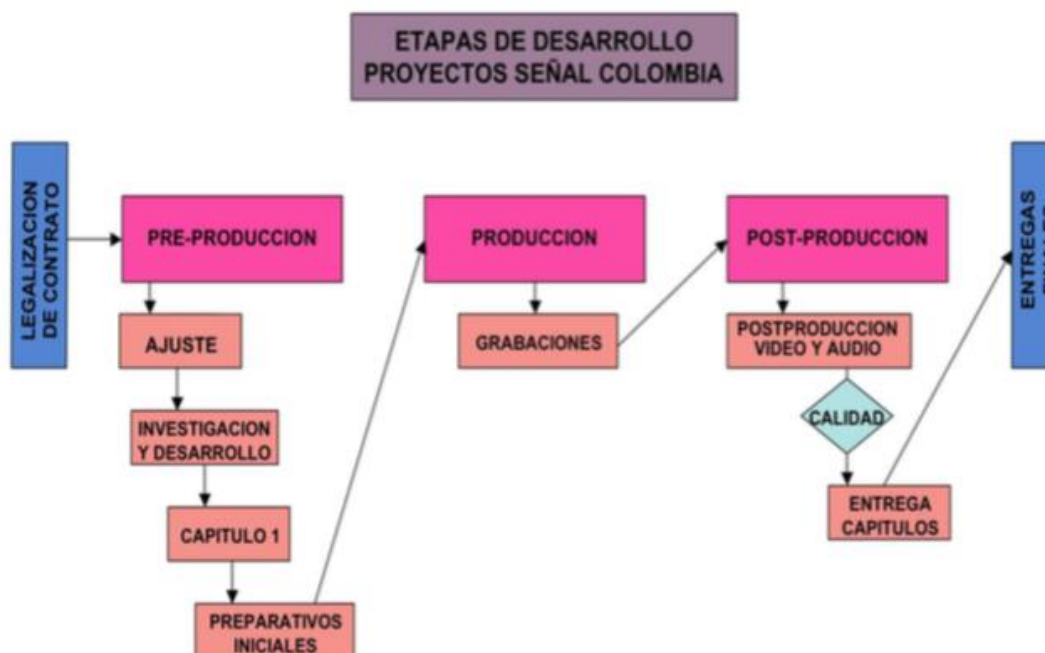 ETAPAS DE DESARROLLO
PROYECTOS SEÑAL COLOMBIA
LEGALIZACION
DE CONTRATO
PRE-PRODUCCION
AJUSTE
INVESTIGACION
Y DESARROLLO
CAPITULO 1
PREPARATIVOS
INICIALES
PRODUCCION
GRABACIONES
POST-PRODUCCION
POSTPRODUCCION
VIDEO Y AUDIO
CALIDAD
ENTREGA
CAPITULOS
ENTREGAS